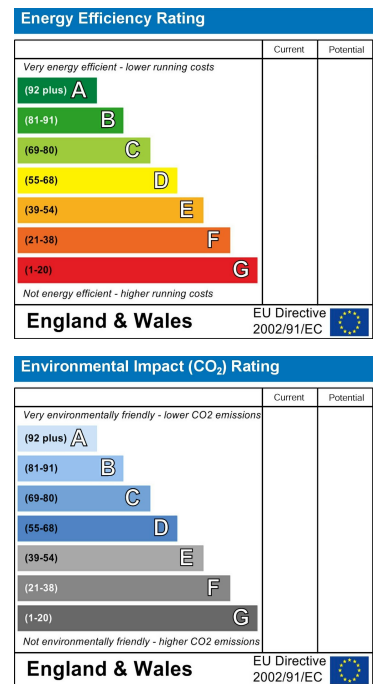 Energy Efficiency Rating
Current Potential
Very energy efficient - lower running costs
(92 plus) A
(81-91) B
(69-80) C
(55-68) D
(39-54) E
(21-38) F
(1-20) G
Not energy efficient - higher running costs
England & Wales EU Directive
2002/91/EC
Environmental Impact (CO₂) Rating
Current Potential
Very environmentally friendly - lower CO2 emissions
(92 plus) A
(81-91) B
(69-80) C
(55-68) D
(39-54) E
(21-38) F
(1-20) G
Not environmentally friendly - higher CO2 emissions
England & Wales EU Directive
2002/91/EC